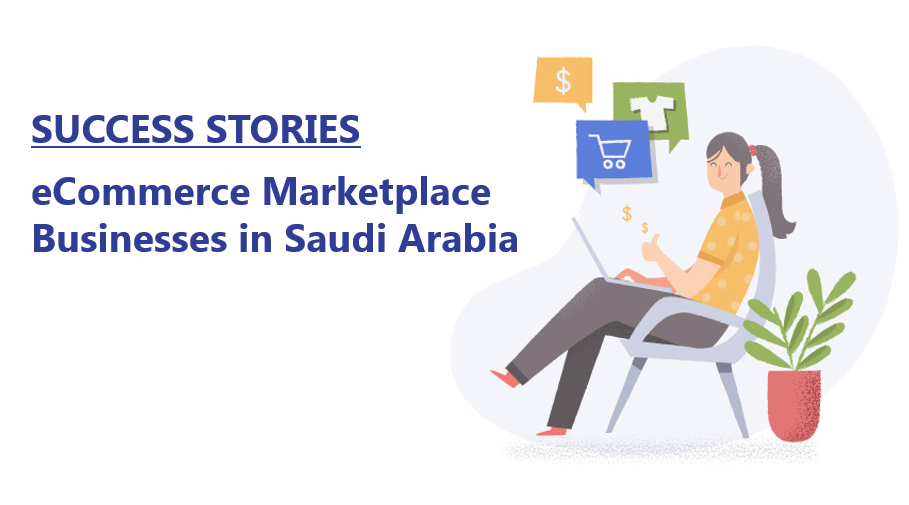 SUCCESS STORIES
eCommerce Marketplace
Businesses in Saudi Arabia
$
$
$